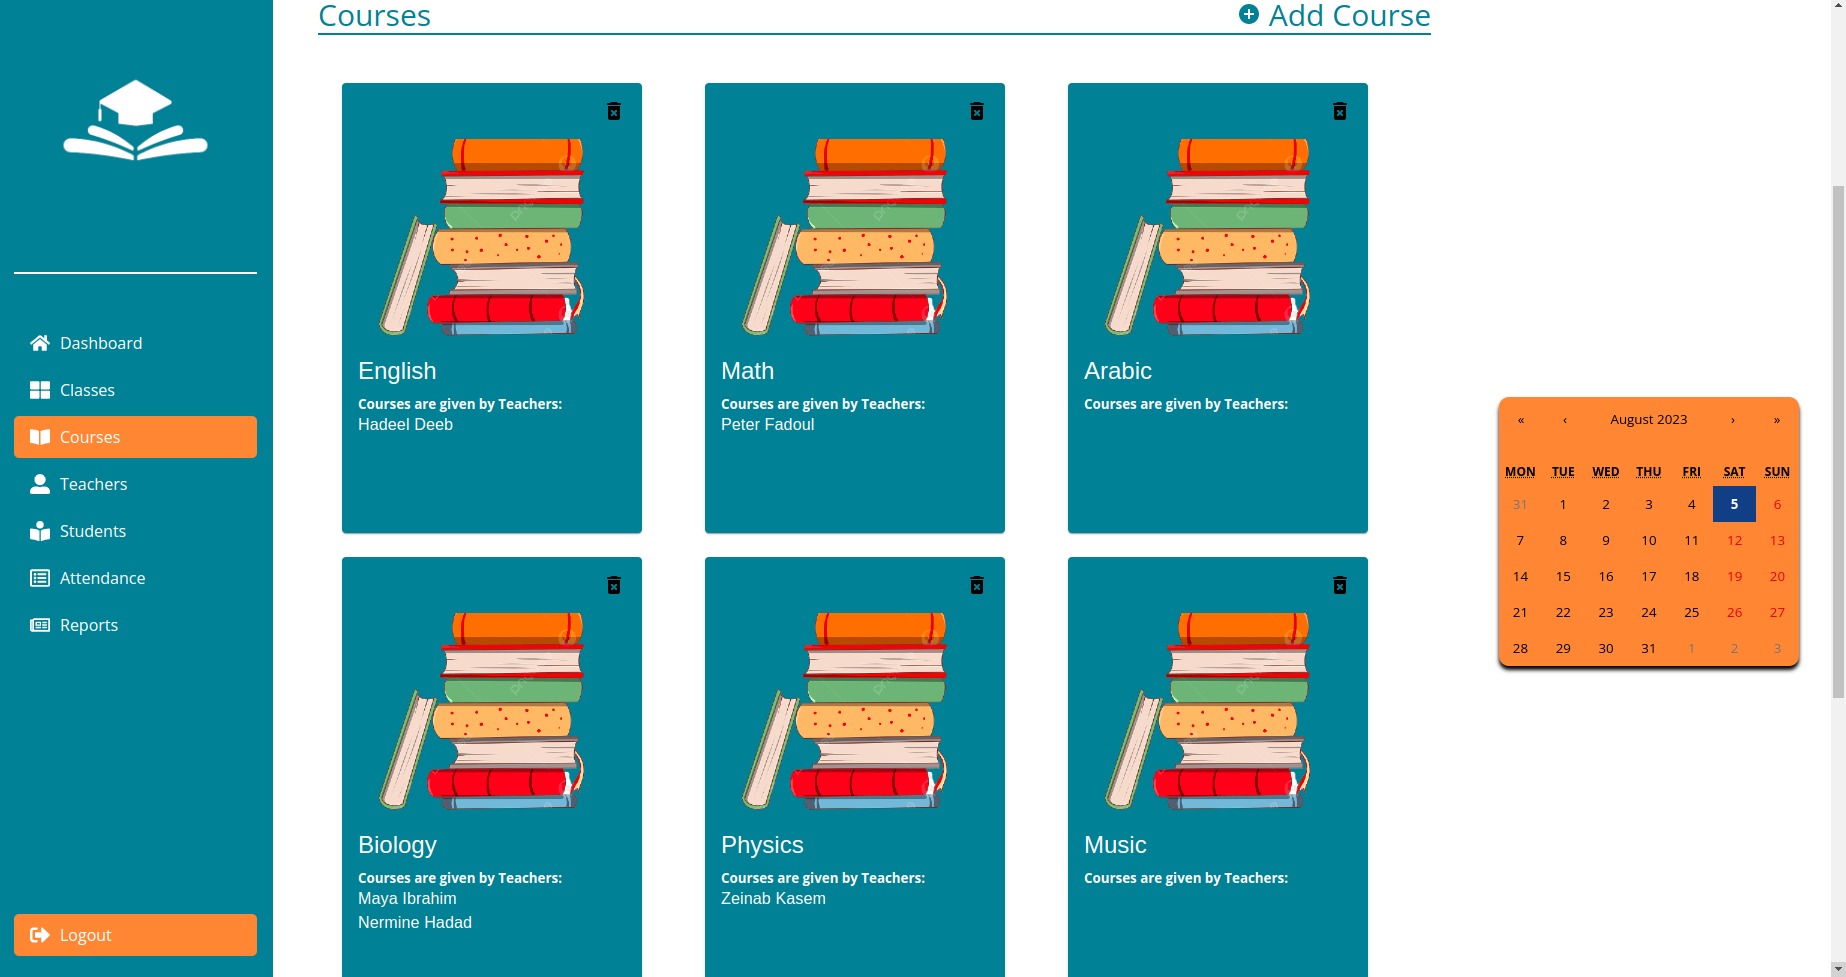 Dashboard
Classes
Courses
Teachers
Students
Attendance
Reports
Logout
Courses
Add Course
English
Courses are given by Teachers:
Hadeel Deeb
Math
Courses are given by Teachers:
Peter Fadoul
Arabic
Courses are given by Teachers:
Biology
Courses are given by Teachers:
Maya Ibrahim
Nermine Hadad
Physics
Courses are given by Teachers:
Zeinab Kasem
Music
Courses are given by Teachers:
« ‹ August 2023 › »
MON TUE WED THU FRI SAT SUN
31 1 2 3 4 5 6
7 8 9 10 11 12 13
14 15 16 17 18 19 20
21 22 23 24 25 26 27
28 29 30 31 1 2 3